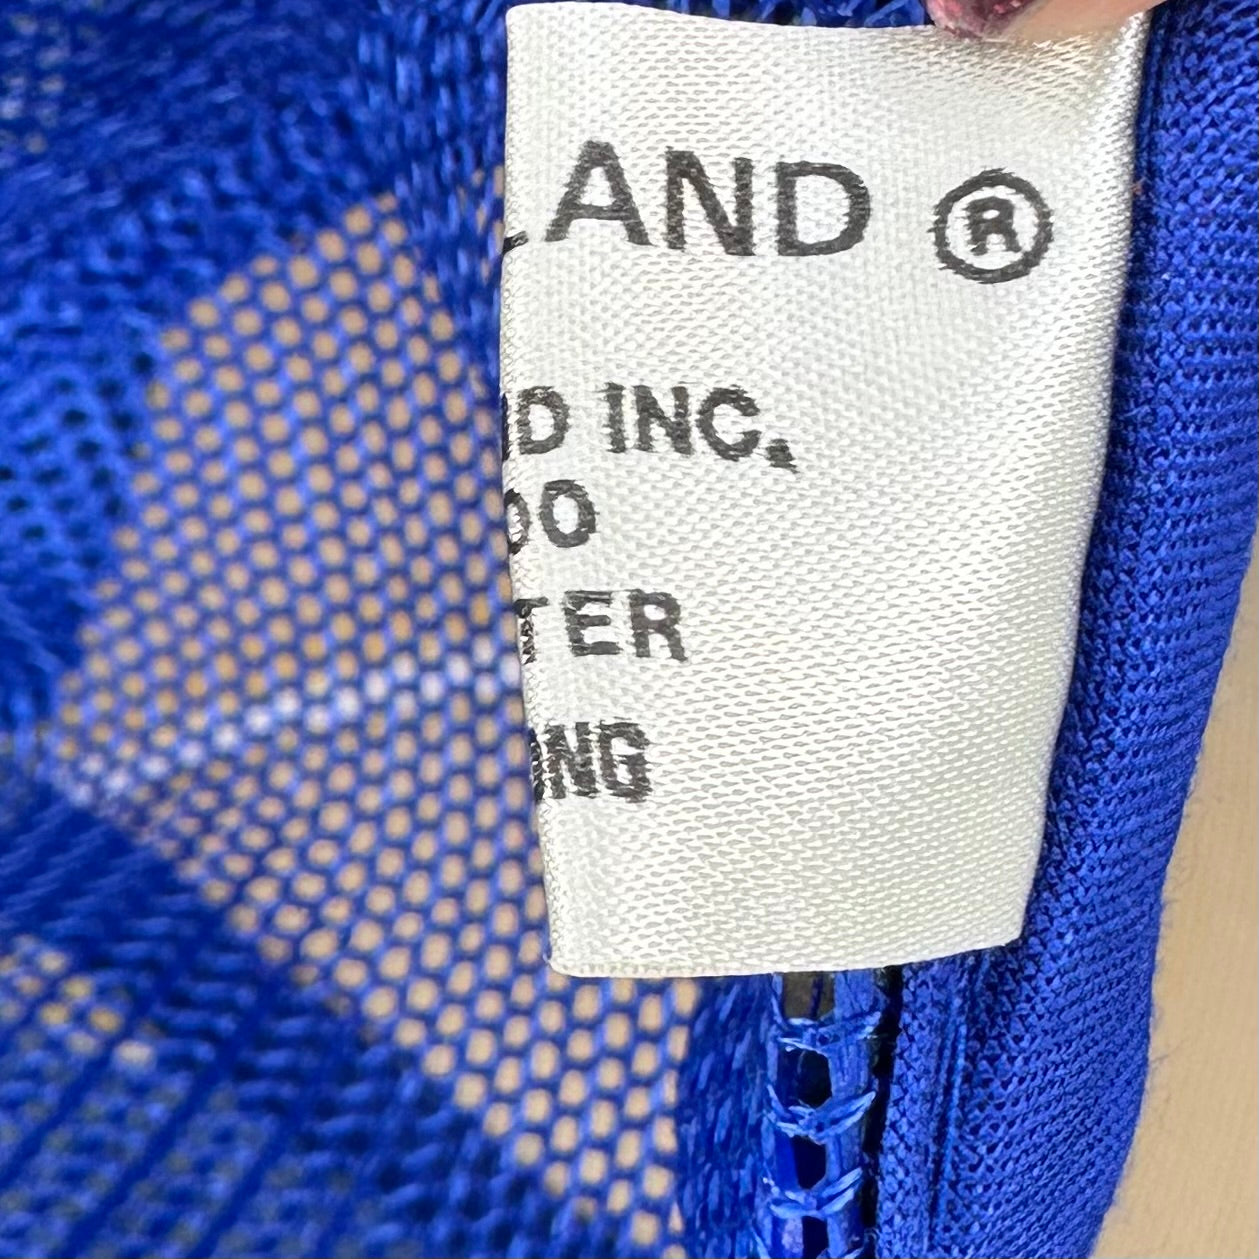 LAND ®
D INC.
00
TER
NG